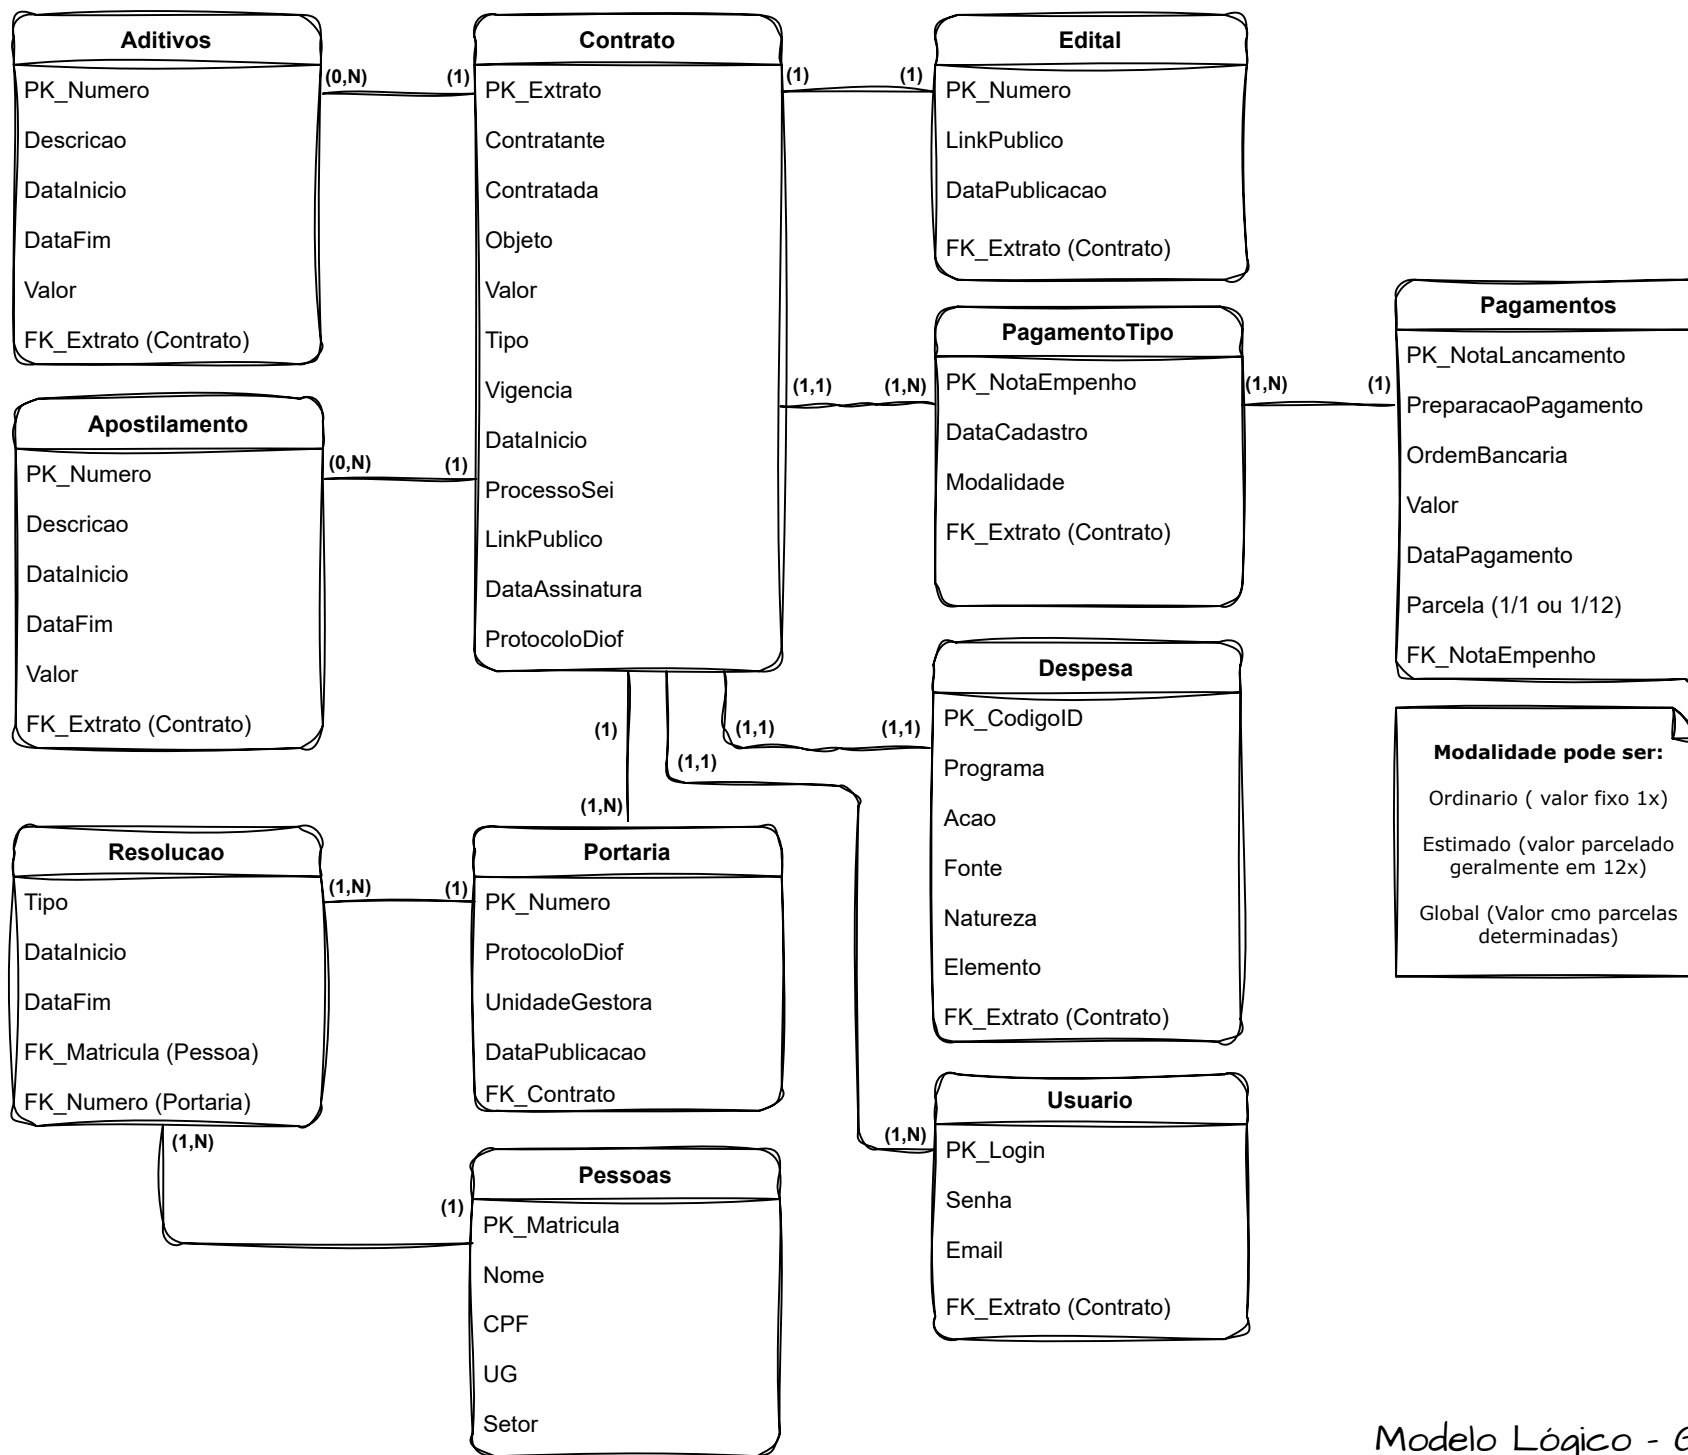 Aditivos
PK_Numero
Descricao
DataInicio
DataFim
Valor
FK_Extrato (Contrato)
(0,N)
(1)
Contrato
PK_Extrato
Contratante
Contratada
Objeto
Valor
Tipo
Vigencia
DataInicio
ProcessoSei
LinkPublico
DataAssinatura
ProtocoloDiof
(1)
(1)
Edital
PK_Numero
LinkPublico
DataPublicacao
FK_Extrato (Contrato)
Apostilamento
PK_Numero
Descricao
DataInicio
DataFim
Valor
FK_Extrato (Contrato)
(0,N)
(1)
(1,1)
(1,N)
PagamentoTipo
PK_NotaEmpenho
DataCadastro
Modalidade
FK_Extrato (Contrato)
(1,N)
(1)
Pagamentos
PK_NotaLancamento
PreparacaoPagamento
OrdemBancaria
Valor
DataPagamento
Parcela (1/1 ou 1/12)
FK_NotaEmpenho
(1)
(1,N)
(1,1)
(1,1)
(1,1)
(1,N)
Despesa
PK_CodigoID
Programa
Acao
Fonte
Natureza
Elemento
FK_Extrato (Contrato)
Modalidade pode ser:
Ordinario ( valor fixo 1x)
Estimado (valor parcelado
geralmente em 12x)
Global (Valor cmo parcelas
determinadas)
Resolucao
Tipo
DataInicio
DataFim
FK_Matricula (Pessoa)
FK_Numero (Portaria)
(1,N)
(1)
Portaria
PK_Numero
ProtocoloDiof
UnidadeGestora
DataPublicacao
FK_Contrato
(1,N)
(1)
Pessoas
PK_Matricula
Nome
CPF
UG
Setor
Usuario
PK_Login
Senha
Email
FK_Extrato (Contrato)
Modelo Lógico -